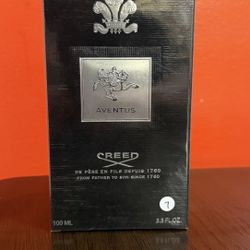 AVENTUS
CREED
DE PÈRE EN FILS DEPUIS 1760
FROM FATHER TO SON SINCE 1760
7
100 ML
3.3 FL.OZ.